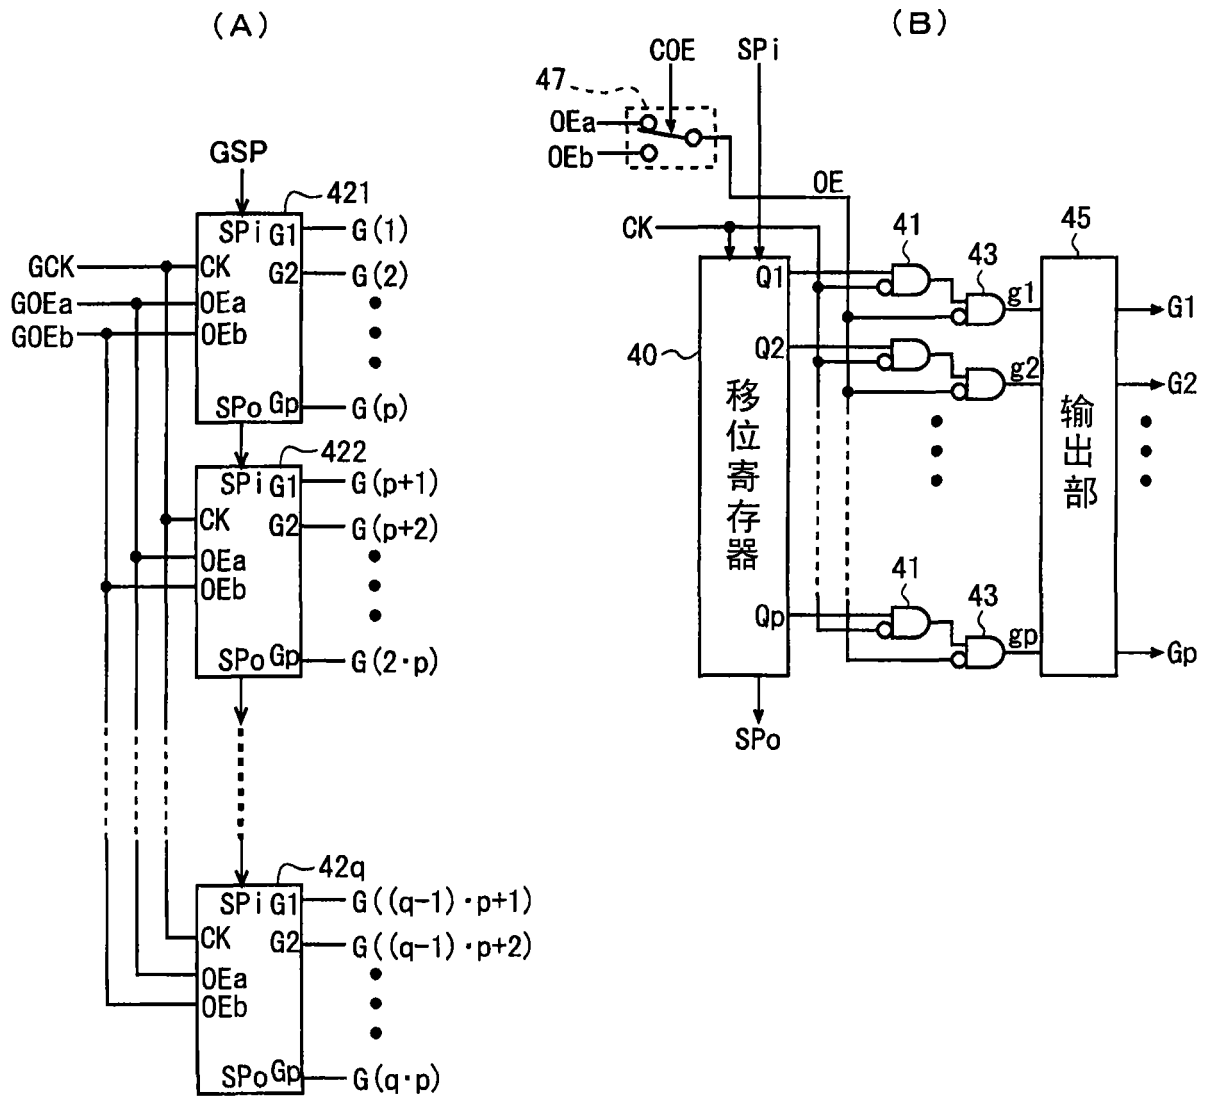 (A)
GSP
421
SPi G1 G(1)
GCK CK G2 G(2)
GOEa OEa
GOEb OEb
SPo Gp G(p)
422
SPi G1 G(p+1)
CK G2 G(p+2)
OEa
OEb
SPo Gp G(2·p)
42q
SPi G1 G((q-1)·p+1)
CK G2 G((q-1)·p+2)
OEa
OEb
SPo Gp G(q·p)
(B)
COE SPi
47
OEa
OEb
OE
CK
41
43
45
Q1 g1 G1
40
Q2 g2 G2
移位寄存器
输出部
41
43
Qp gp Gp
SPo